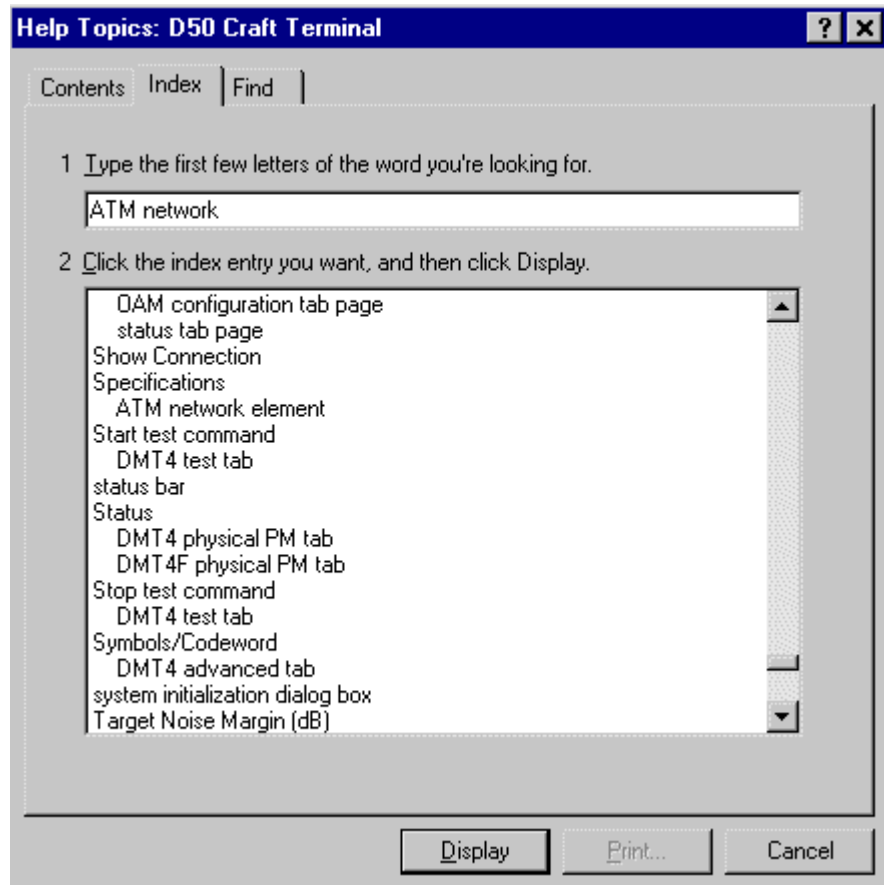 Help Topics: D50 Craft Terminal
Contents Index Find
1 Type the first few letters of the word you're looking for.
ATM network
2 Click the index entry you want, and then click Display.
OAM configuration tab page
status tab page
Show Connection
Specifications
ATM network element
Start test command
DMT4 test tab
status bar
Status
DMT4 physical PM tab
DMT4F physical PM tab
Stop test command
DMT4 test tab
Symbols/Codeword
DMT4 advanced tab
system initialization dialog box
Target Noise Margin (dB)
Display Print... Cancel